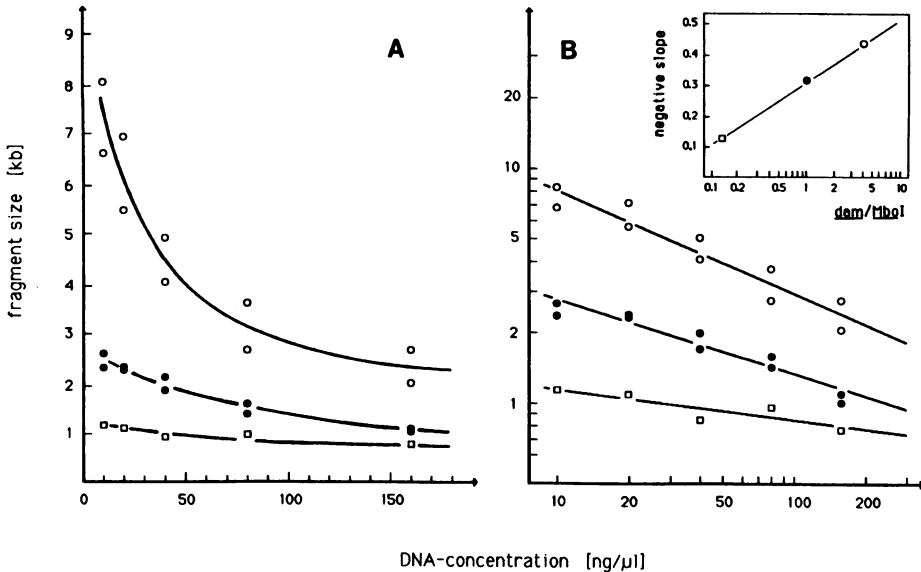 A
9
8
7
6
5
4
3
2
1
0 50 100 150
fragment size [kb]
B
20
10
5
2
1
10 20 50 100 200
0.5
0.4
0.3
0.2
0.1
negative slope
0.1 0.2 0.5 1 2 5 10
dam/MboI
DNA-concentration [ng/µl]